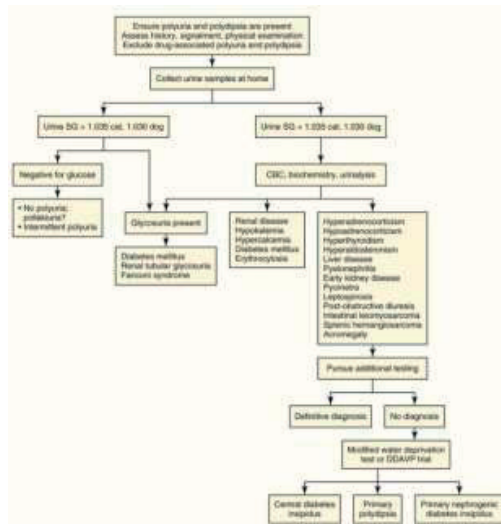 Ensure polyuria and polydipsia are present
Assess history, signalment, physical examination
Exclude drug-associated polyuria and polydipsia
Collect urine samples at home
Urine SG > 1.035 cat, 1.030 dog
Urine SG < 1.035 cat, 1.030 dog
Negative for glucose
CBC, biochemistry, urinalysis
• No polyuria;
pollakiuria?
• Intermittent polyuria
Glycosuria present
Diabetes mellitus
Renal tubular glycosuria
Fanconi syndrome
Renal disease
Hypokalemia
Hypercalcemia
Diabetes mellitus
Erythrocytosis
Hyperadrenocorticism
Hypoadrenocorticism
Hyperthyroidism
Hyperaldosteronism
Liver disease
Pyelonephritis
Early kidney disease
Pyometra
Leptospirosis
Post-obstructive diuresis
Intestinal leiomyosarcoma
Splenic hemangiosarcoma
Acromegaly
Pursue additional testing
Definitive diagnosis
No diagnosis
Modified water deprivation
test or DDAVP trial
Central diabetes
insipidus
Primary
polydipsia
Primary nephrogenic
diabetes insipidus